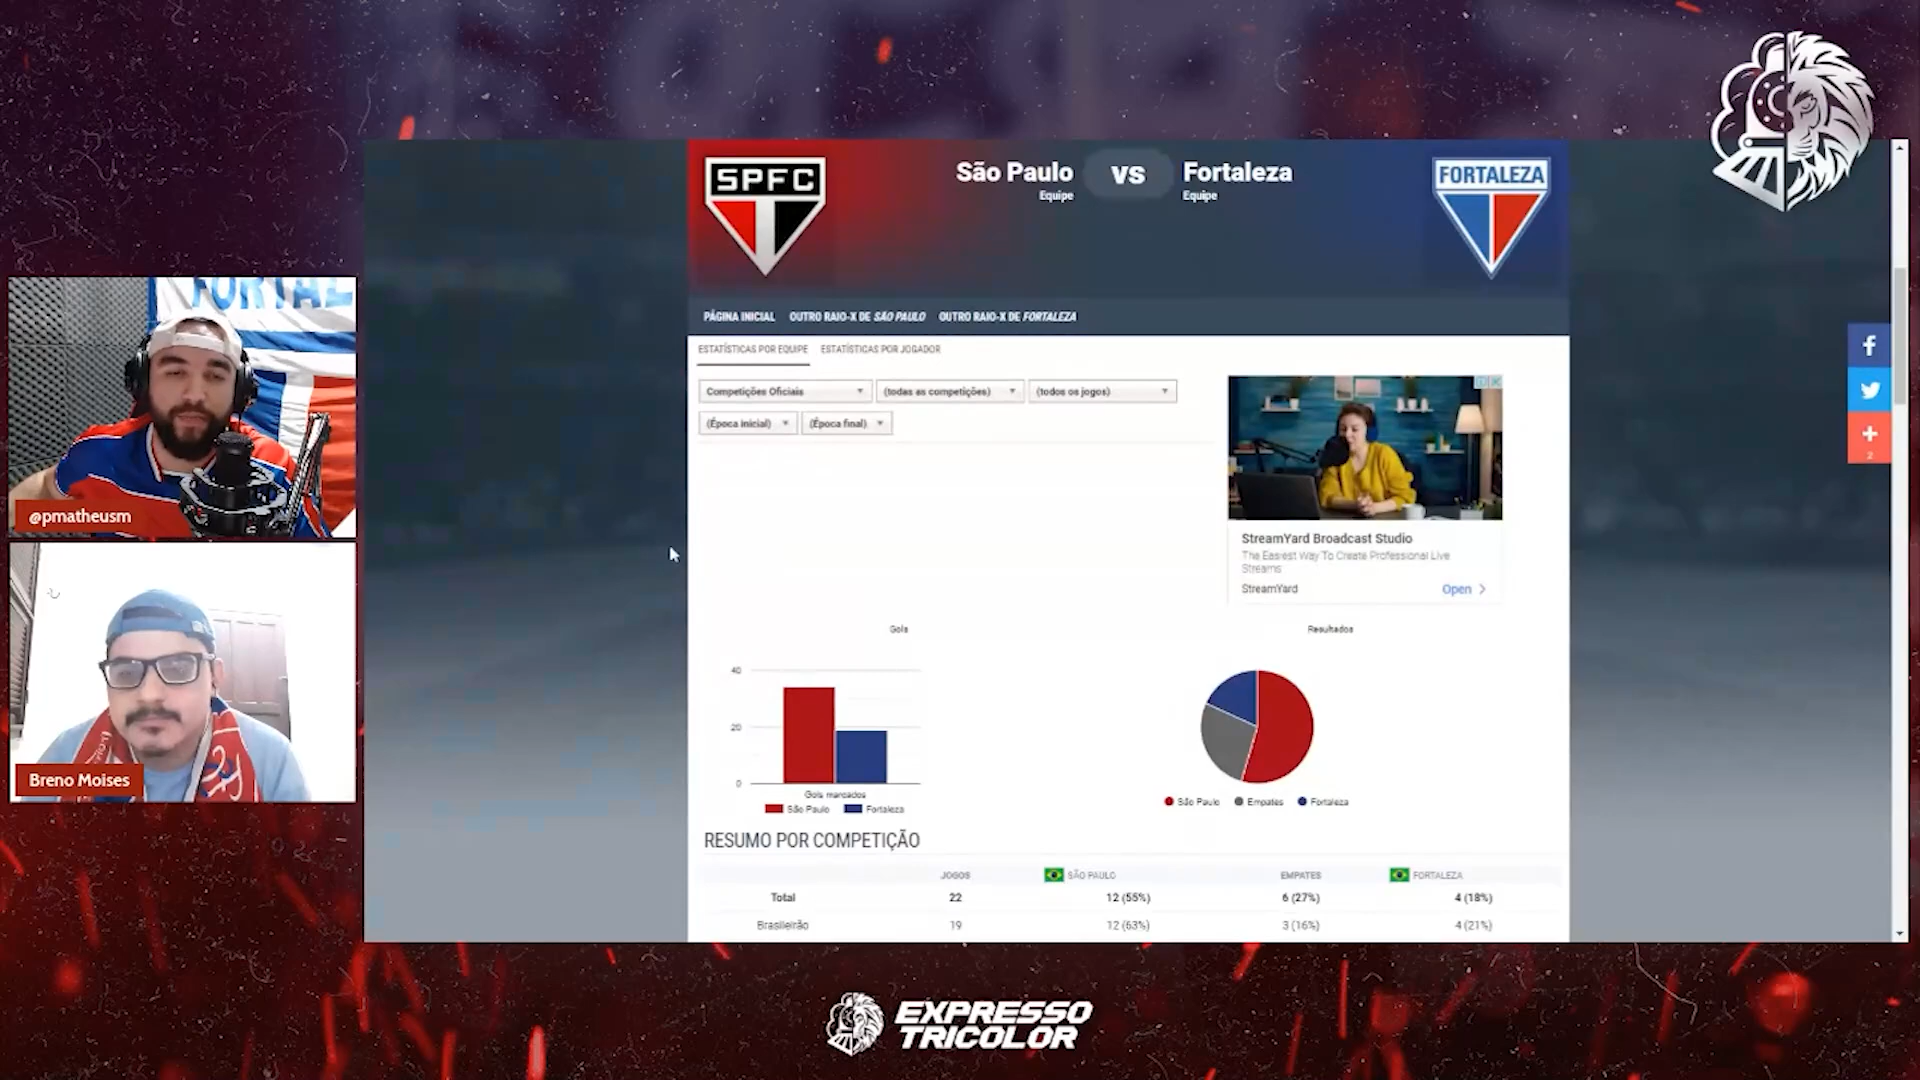 SPFC
São Paulo
Equipe
VS
Fortaleza
Equipe
FORTALEZA
PÁGINA INICIAL
OUTRO RAIO-X DE SÃO PAULO
OUTRO RAIO-X DE FORTALEZA
ESTATÍSTICAS POR EQUIPE
ESTATÍSTICAS POR JOGADOR
Competições Oficiais
(todas as competições)
(todos os jogos)
(Época inicial)
(Época final)
StreamYard Broadcast Studio
The Easiest Way To Create Professional Live
Streams
StreamYard
Open
FORTAL
@pmatheusm
Breno Moises
2
Gols
40
20
0
Gols marcados
São Paulo
Fortaleza
Resultados
São Paulo
Empates
Fortaleza
RESUMO POR COMPETIÇÃO
JOGOS SÃO PAULO EMPATES FORTALEZA
Total 22 12 (55%) 6 (27%) 4 (18%)
Brasileirão 19 12 (63%) 3 (16%) 4 (21%)
EXPRESSO
TRICOLOR